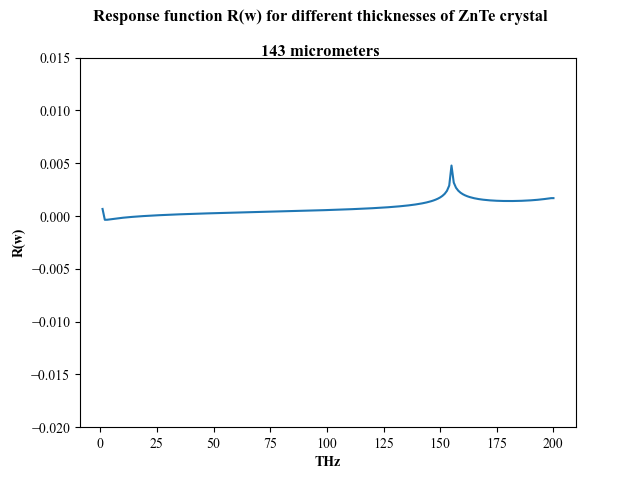 Response function R(w) for different thicknesses of ZnTe crystal
143 micrometers
0.015
0.010
0.005
0.000
−0.005
−0.010
−0.015
−0.020
R(w)
0 25 50 75 100 125 150 175 200
THz